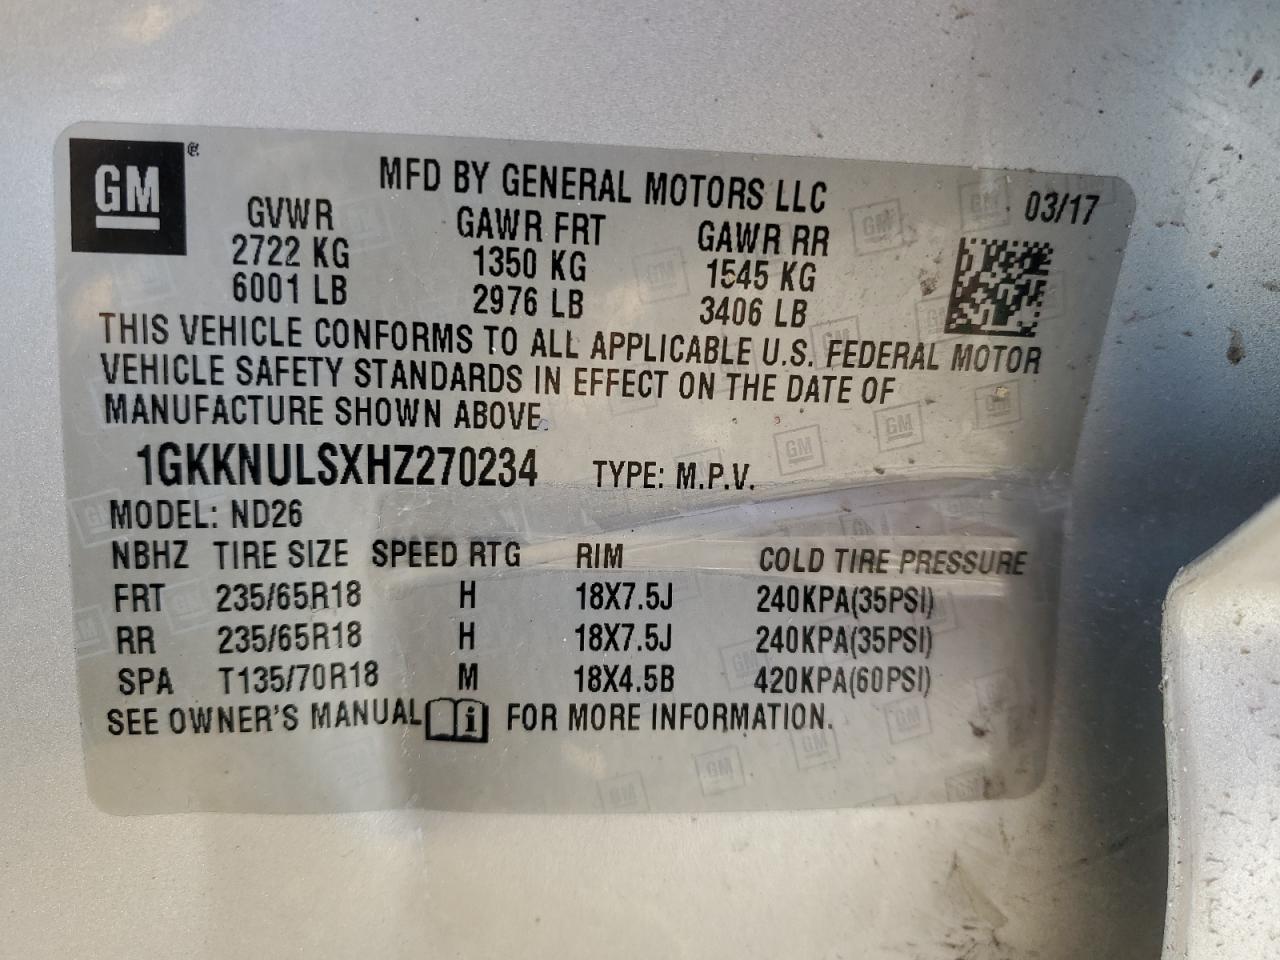 GM
MFD BY GENERAL MOTORS LLC 03/17
GVWR GAWR FRT GAWR RR
2722 KG 1350 KG 1545 KG
6001 LB 2976 LB 3406 LB
THIS VEHICLE CONFORMS TO ALL APPLICABLE U.S. FEDERAL MOTOR
VEHICLE SAFETY STANDARDS IN EFFECT ON THE DATE OF
MANUFACTURE SHOWN ABOVE.
1GKKNULSXHZ270234 TYPE: M.P.V.
MODEL: ND26
NBHZ TIRE SIZE SPEED RTG RIM COLD TIRE PRESSURE
FRT 235/65R18 H 18X7.5J 240KPA(35PSI)
RR 235/65R18 H 18X7.5J 240KPA(35PSI)
SPA T135/70R18 M 18X4.5B 420KPA(60PSI)
SEE OWNER'S MANUAL i FOR MORE INFORMATION.